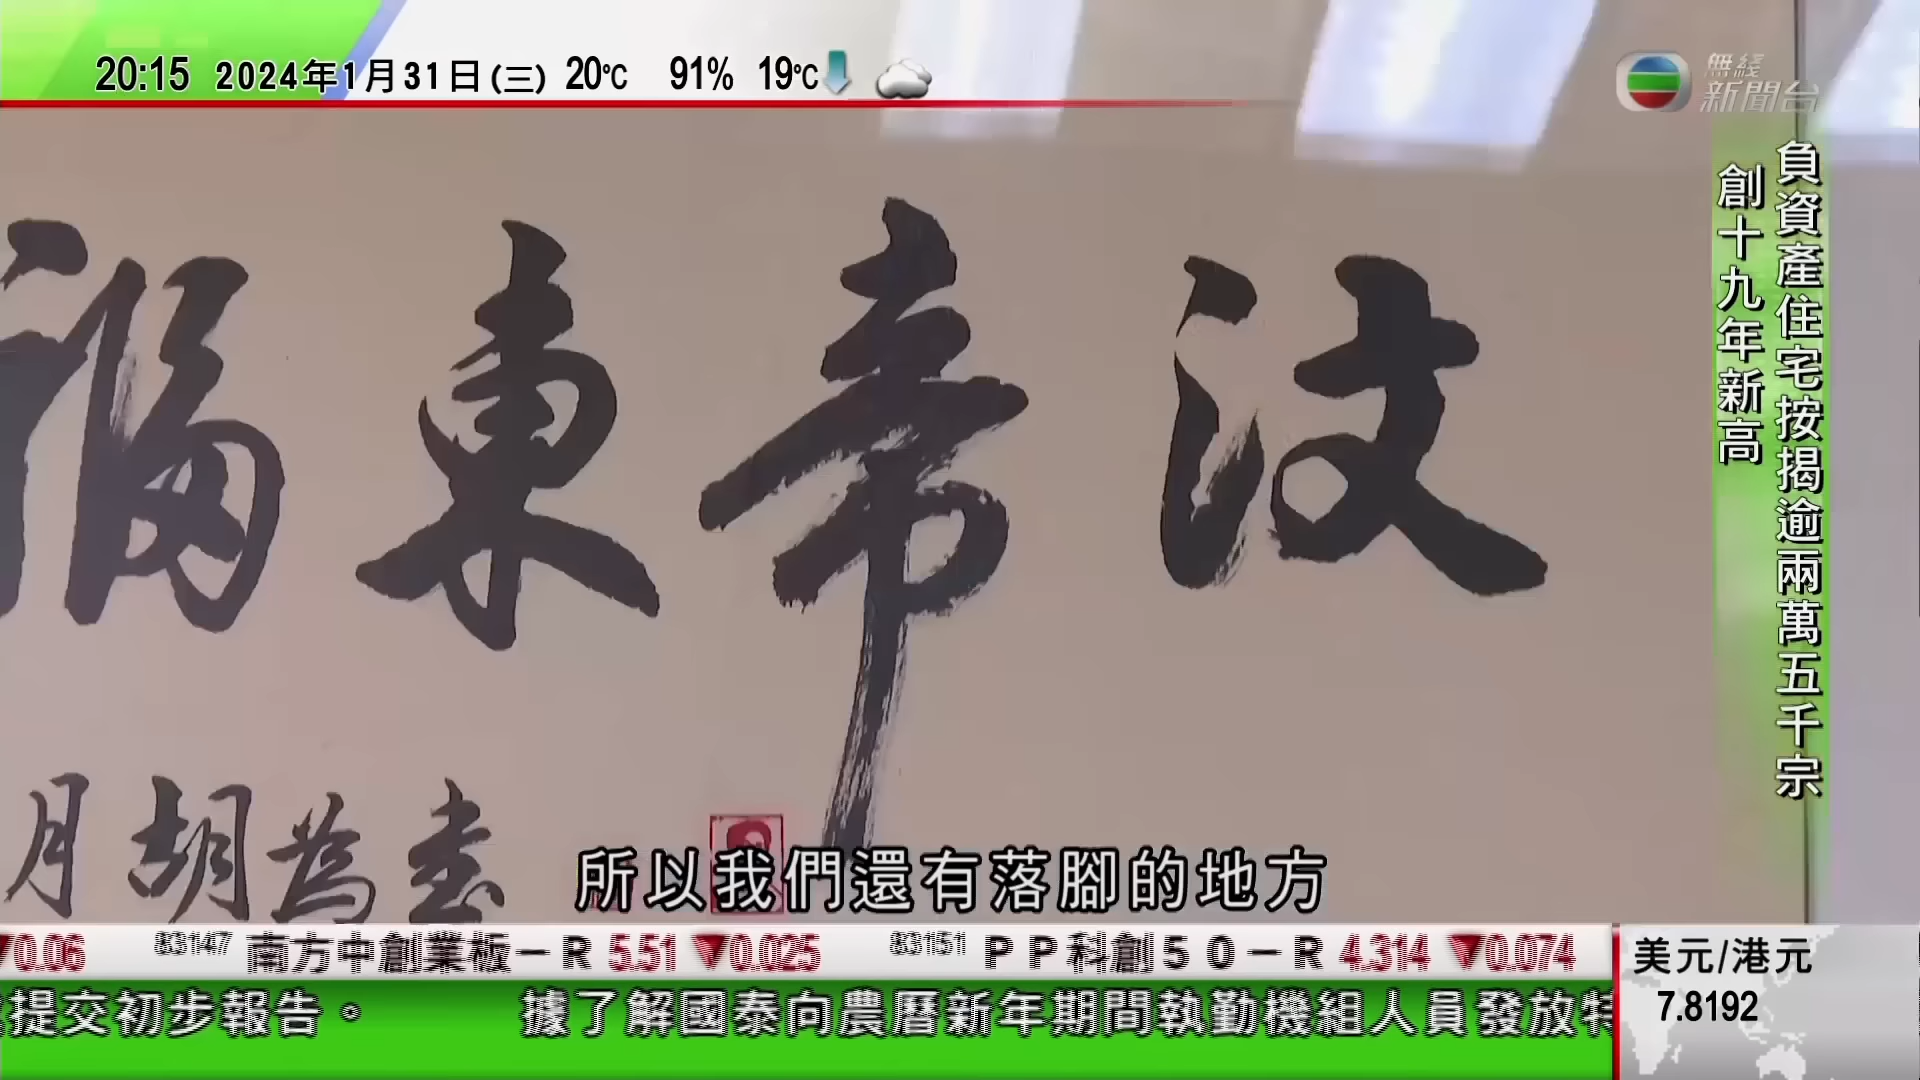 20:15 2024年1月31日(三) 20℃ 91% 19℃
無綫
新聞台
負資產住宅按揭逾兩萬五千宗
創十九年新高
汶帝東福
月胡為書
所以我們還有落腳的地方
▼0.06 83147 南方中創業板－R 5.51 ▼0.025 83151 PP科創50－R 4.314 ▼0.074
提交初步報告。 據了解國泰向農曆新年期間執勤機組人員發放特
美元/港元
7.8192